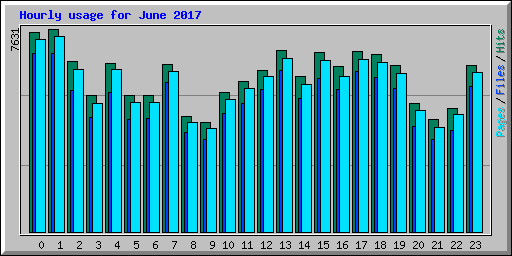 Hourly usage for June 2017
7631
Pages/Files/Hits
0 1 2 3 4 5 6 7 8 9 10 11 12 13 14 15 16 17 18 19 20 21 22 23